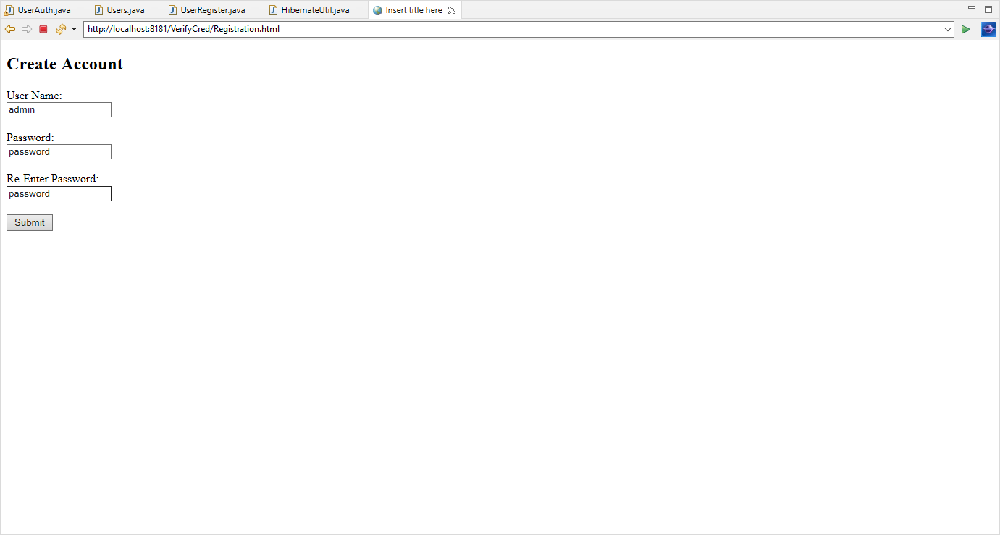 UserAuth.java Users.java UserRegister.java HibernateUtil.java Insert title here
http://localhost:8181/VerifyCred/Registration.html
Create Account
User Name:
admin
Password:
password
Re-Enter Password:
password
Submit